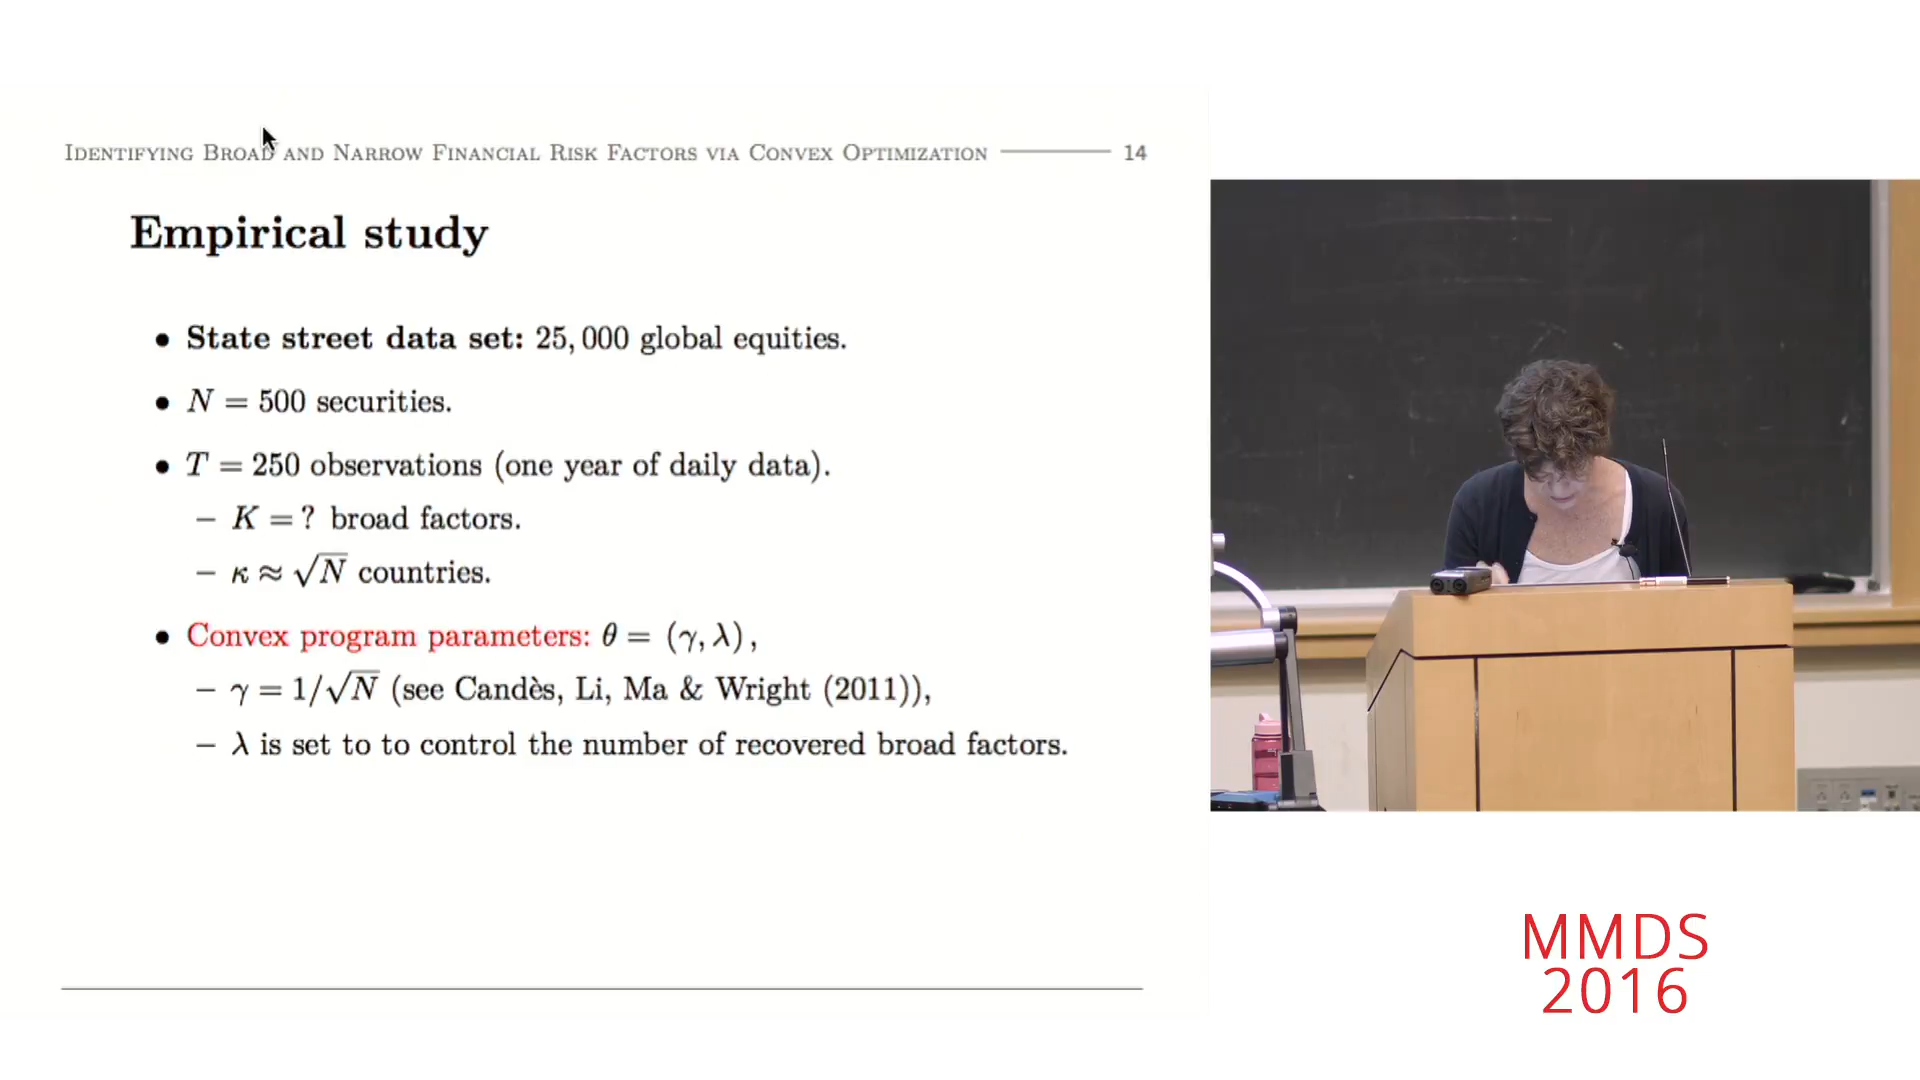 IDENTIFYING BROAD AND NARROW FINANCIAL RISK FACTORS VIA CONVEX OPTIMIZATION 14
Empirical study
• State street data set: 25,000 global equities.
• N = 500 securities.
• T = 250 observations (one year of daily data).
– K = ? broad factors.
– κ ≈ √N countries.
• Convex program parameters: θ = (γ, λ),
– γ = 1/√N (see Candès, Li, Ma & Wright (2011)),
– λ is set to to control the number of recovered broad factors.
MMDS
2016